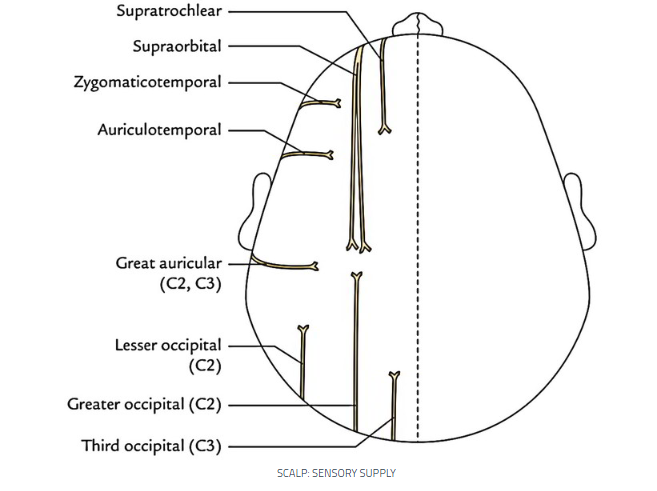 Supratrochlear
Supraorbital
Zygomaticotemporal
Auriculotemporal
Great auricular
(C2, C3)
Lesser occipital
(C2)
Greater occipital (C2)
Third occipital (C3)
SCALP: SENSORY SUPPLY